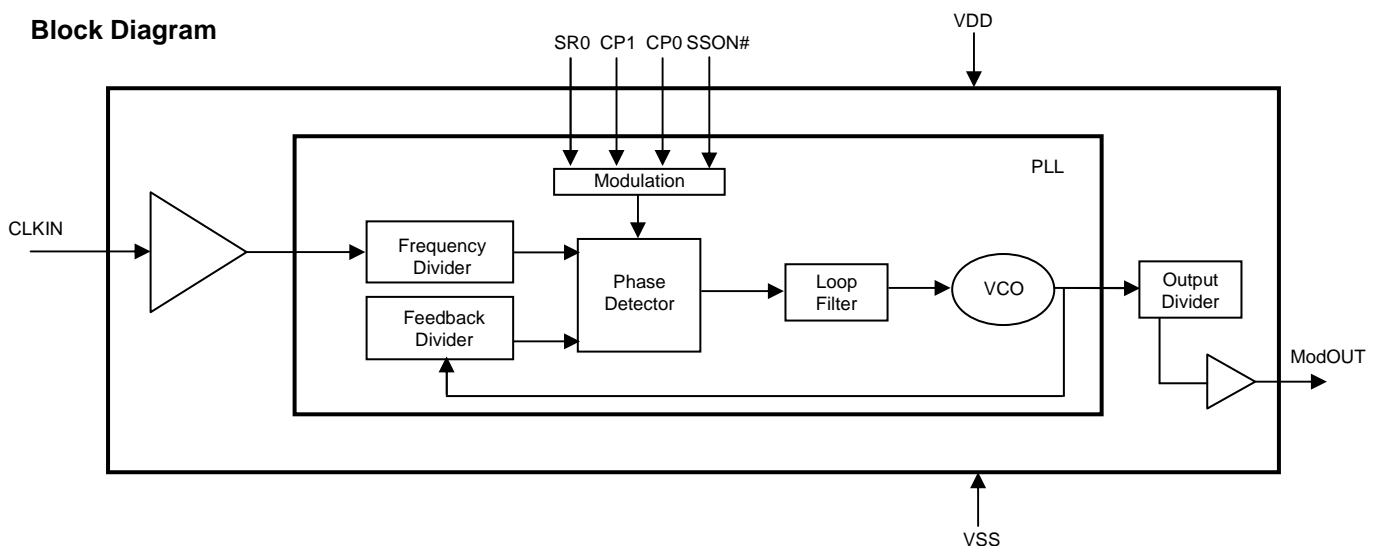 Block Diagram
VDD
SR0 CP1 CP0 SSON#
PLL
Modulation
CLKIN
Frequency
Divider
Phase
Detector
Loop
Filter
VCO
Output
Divider
Feedback
Divider
ModOUT
VSS